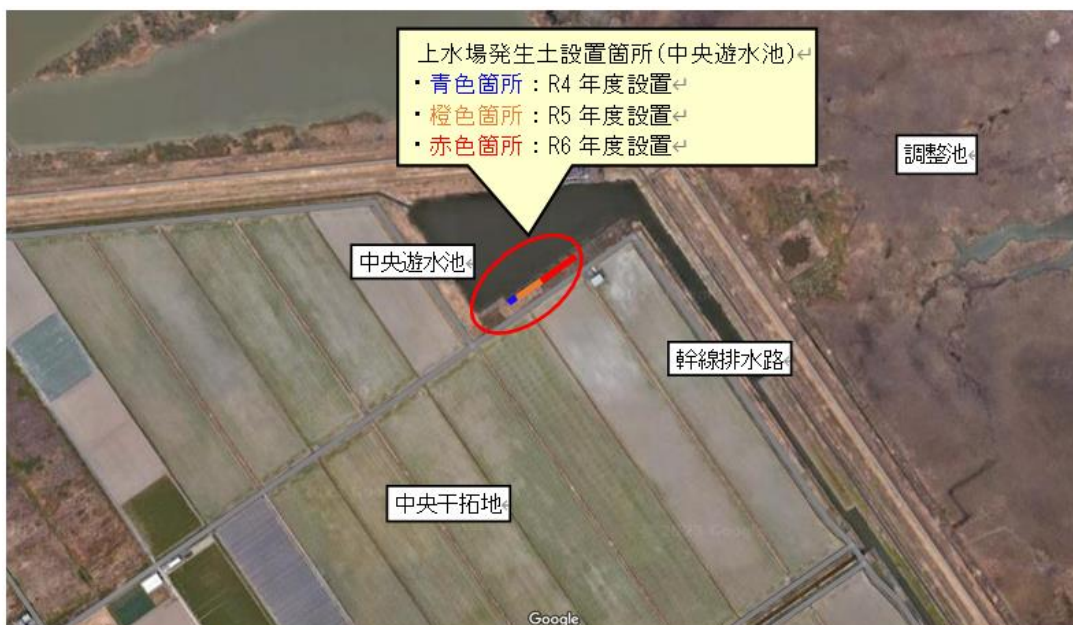 上水場発生土設置箇所(中央遊水池)↵
・青色箇所：R4 年度設置↵
・橙色箇所：R5 年度設置↵
・赤色箇所：R6 年度設置↵
調整池↵
中央遊水池↵
幹線排水路↵
中央干拓地↵
Google